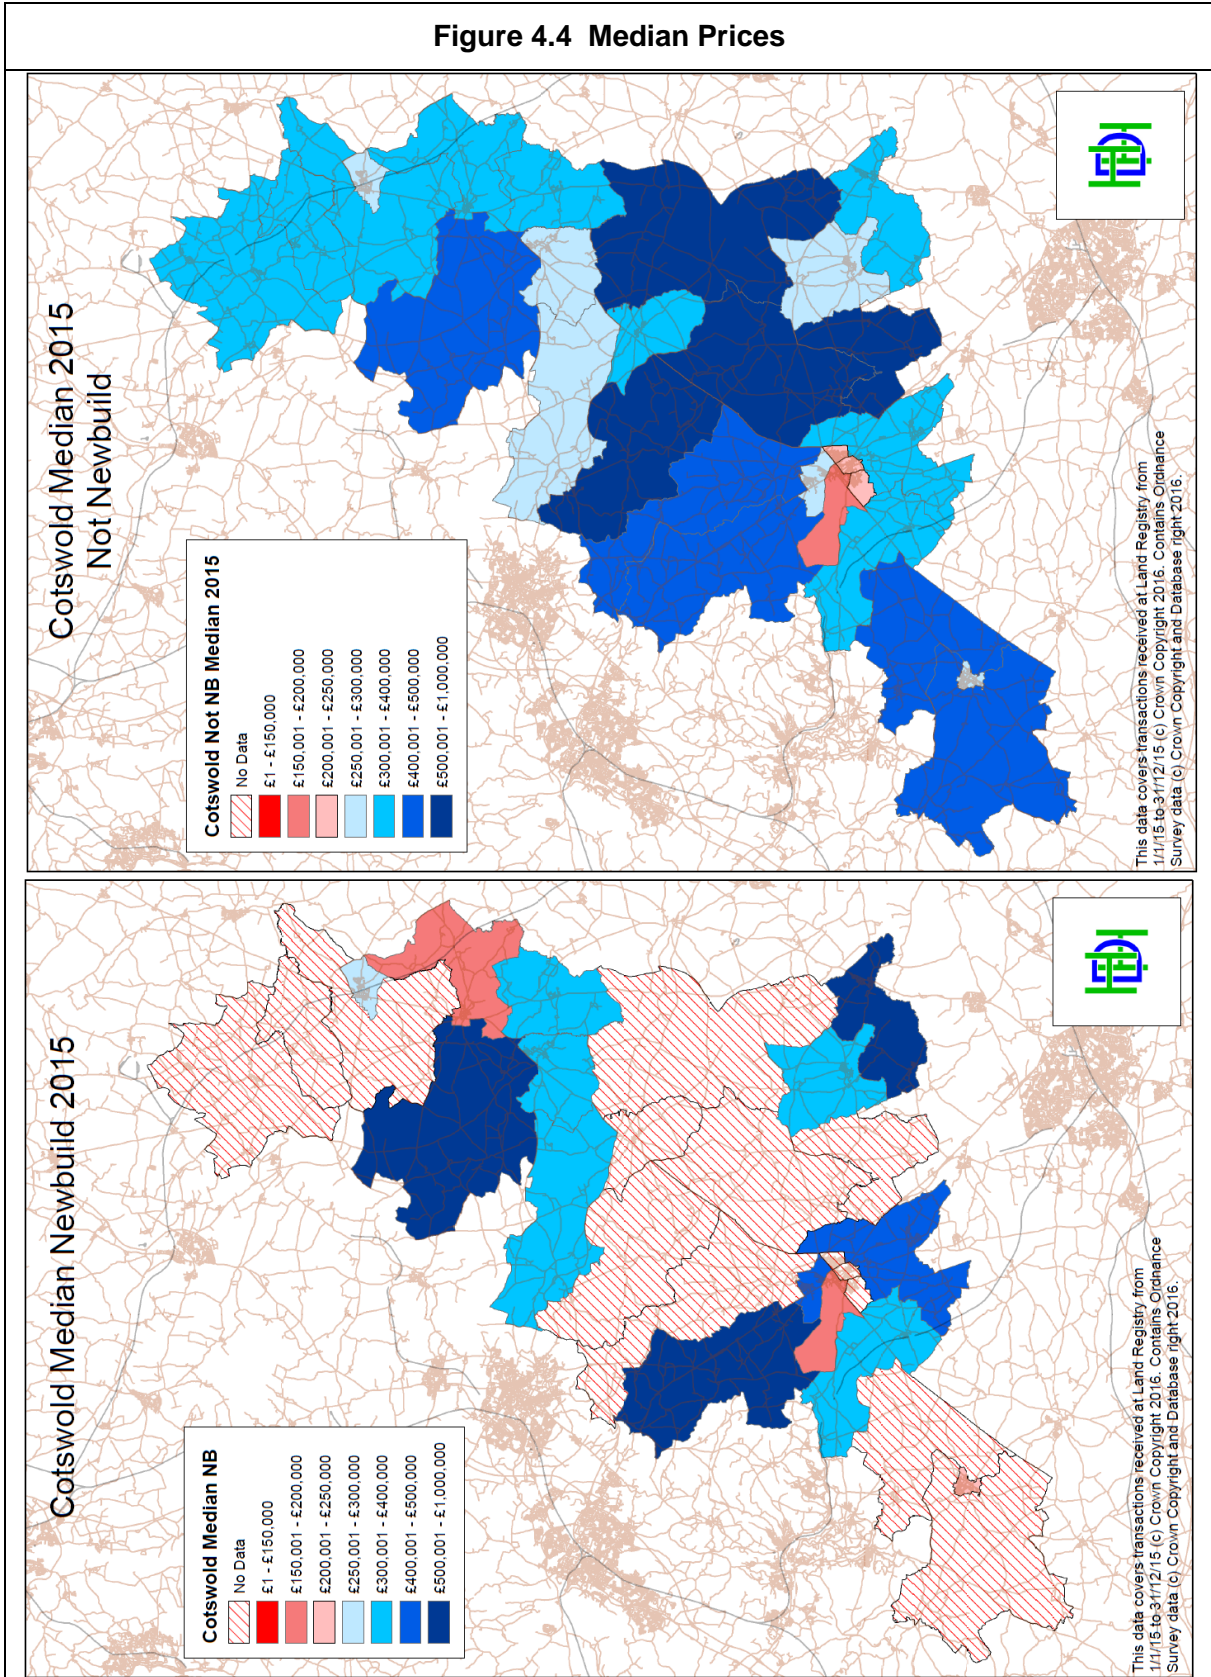 Figure 4.4 Median Prices
Cotswold Median 2015
Not Newbuild
Cotswold Not NB Median 2015
No Data
£1 - £150,000
£150,001 - £200,000
£200,001 - £250,000
£250,001 - £300,000
£300,001 - £400,000
£400,001 - £500,000
£500,001 - £1,000,000
This data covers transactions received at Land Registry from
1/1/15 to 31/12/15 (c) Crown Copyright 2016. Contains Ordnance
Survey data (c) Crown Copyright and Database right 2016.
Cotswold Median Newbuild 2015
Cotswold Median NB
No Data
£1 - £150,000
£150,001 - £200,000
£200,001 - £250,000
£250,001 - £300,000
£300,001 - £400,000
£400,001 - £500,000
£500,001 - £1,000,000
This data covers transactions received at Land Registry from
1/1/15 to 31/12/15 (c) Crown Copyright 2016. Contains Ordnance
Survey data (c) Crown Copyright and Database right 2016.